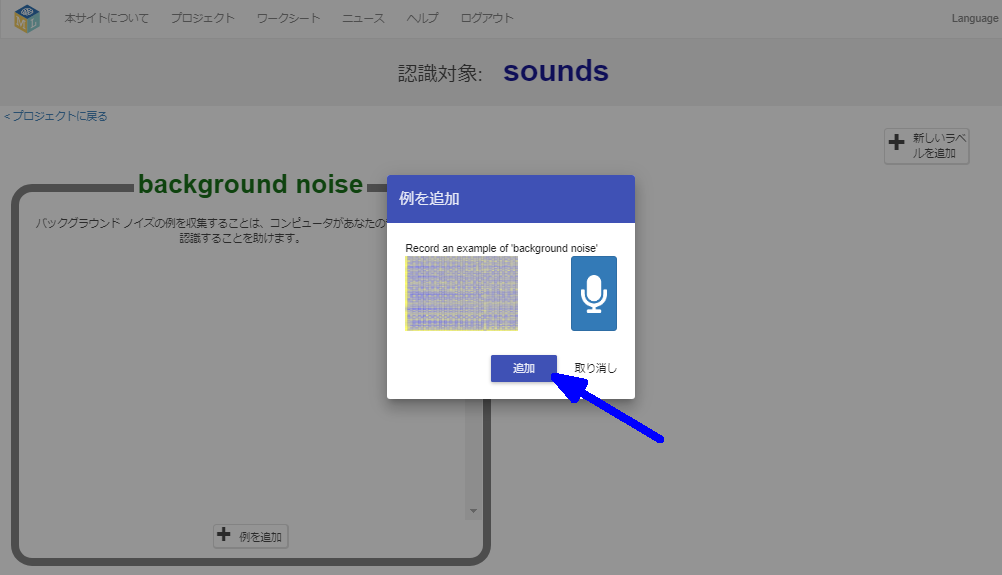 本サイトについて プロジェクト ワークシート ニュース ヘルプ ログアウト Language
認識対象: sounds
< プロジェクトに戻る
新しいラベ
ルを追加
background noise
バックグラウンド ノイズの例を収集することは、コンピュータがあなたの
認識することを助けます。
例を追加
Record an example of 'background noise'
追加 取り消し
例を追加